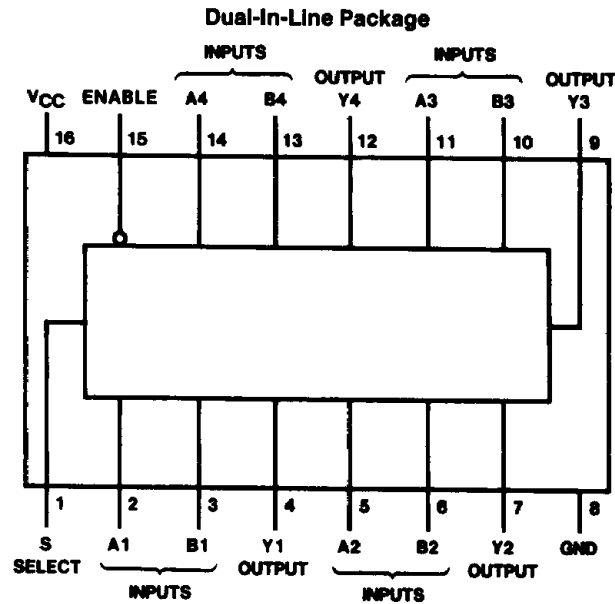 Dual-In-Line Package
INPUTS INPUTS
OUTPUT OUTPUT
VCC ENABLE A4 B4 Y4 A3 B3 Y3
16 15 14 13 12 11 10 9
1 2 3 4 5 6 7 8
S A1 B1 Y1 A2 B2 Y2 GND
SELECT OUTPUT OUTPUT
INPUTS INPUTS